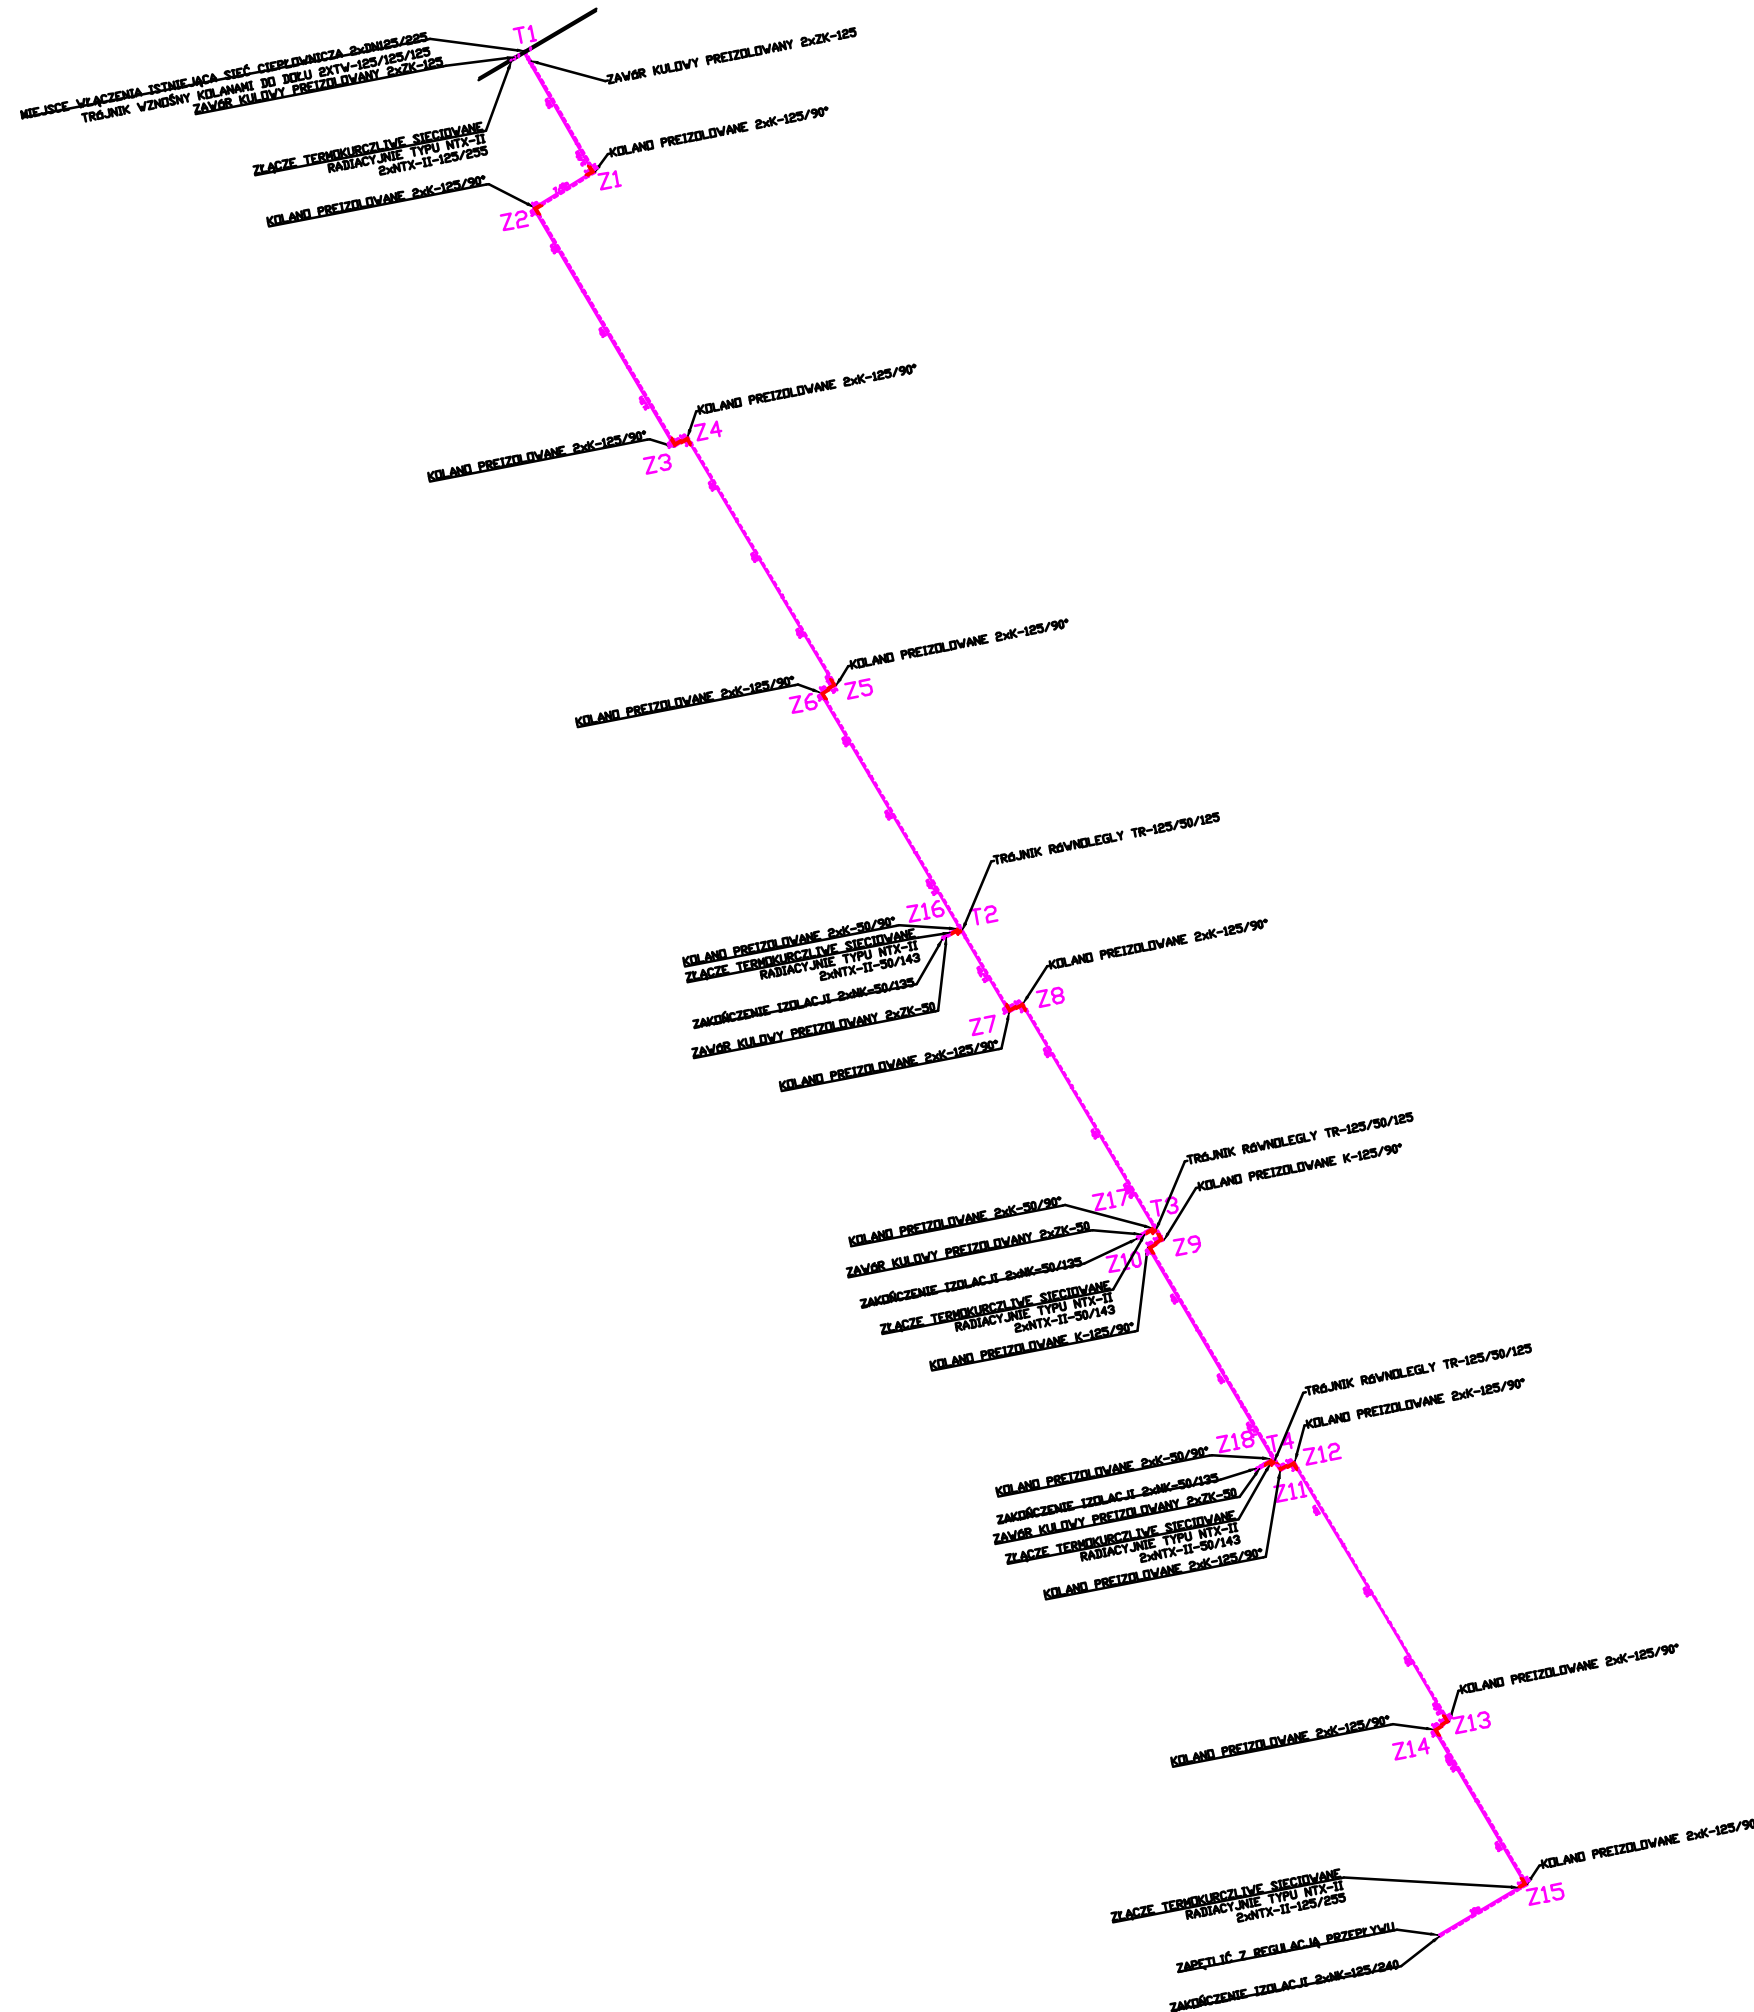 T1
MIEJSCE WŁĄCZENIA ISTNIEJĄCA SIEĆ CIEPŁOWNICZA 2xDN125/225
TRÓJNIK WZNOŚNY KOLANAMI DO DOŁU 2XTW-125/125/125
ZAWÓR KULOWY PREIZOLOWANY 2xZK-125
ZAWÓR KULOWY PREIZOLOWANY 2xZK-125
ZŁĄCZE TERMOKURCZLIWE SIECIOWANE
RADIACYJNIE TYPU NTX-II
2xNTX-II-125/255
KOLANO PREIZOLOWANE 2xK-125/90°
Z1
KOLANO PREIZOLOWANE 2xK-125/90°
Z2
KOLANO PREIZOLOWANE 2xK-125/90°
Z4
KOLANO PREIZOLOWANE 2xK-125/90°
Z3
KOLANO PREIZOLOWANE 2xK-125/90°
Z5
KOLANO PREIZOLOWANE 2xK-125/90°
Z6
TRÓJNIK RÓWNOLEGLY TR-125/50/125
Z16
T2
KOLANO PREIZOLOWANE 2xK-50/90°
ZŁĄCZE TERMOKURCZLIWE SIECIOWANE
RADIACYJNIE TYPU NTX-II
2xNTX-II-50/143
ZAKOŃCZENIE IZOLACJI 2xNK=50/135
ZAWÓR KULOWY PREIZOLOWANY 2xZK-50
KOLANO PREIZOLOWANE 2xK-125/90°
Z8
Z7
KOLANO PREIZOLOWANE 2xK-125/90°
TRÓJNIK RÓWNOLEGLY TR-125/50/125
KOLANO PREIZOLOWANE K-125/90°
Z17
T3
KOLANO PREIZOLOWANE 2xK-50/90°
ZAWÓR KULOWY PREIZOLOWANY 2xZK-50
Z9
Z10
ZAKOŃCZENIE IZOLACJI 2xNK=50/135
ZŁĄCZE TERMOKURCZLIWE SIECIOWANE
RADIACYJNIE TYPU NTX-II
2xNTX-II-50/143
KOLANO PREIZOLOWANE K-125/90°
TRÓJNIK RÓWNOLEGLY TR-125/50/125
KOLANO PREIZOLOWANE 2xK-125/90°
Z18
T4
Z12
KOLANO PREIZOLOWANE 2xK-50/90°
ZAKOŃCZENIE IZOLACJI 2xNK=50/135
Z11
ZAWÓR KULOWY PREIZOLOWANY 2xZK-50
ZŁĄCZE TERMOKURCZLIWE SIECIOWANE
RADIACYJNIE TYPU NTX-II
2xNTX-II-50/143
KOLANO PREIZOLOWANE 2xK-125/90°
KOLANO PREIZOLOWANE 2xK-125/90°
Z13
KOLANO PREIZOLOWANE 2xK-125/90°
Z14
KOLANO PREIZOLOWANE 2xK-125/90
Z15
ZŁĄCZE TERMOKURCZLIWE SIECIOWANE
RADIACYJNIE TYPU NTX-II
2xNTX-II-125/255
ZAPĘTLIĆ Z REGULACJĄ PRZEPŁYWU
ZAKOŃCZENIE IZOLACJI 2xNK=125/240